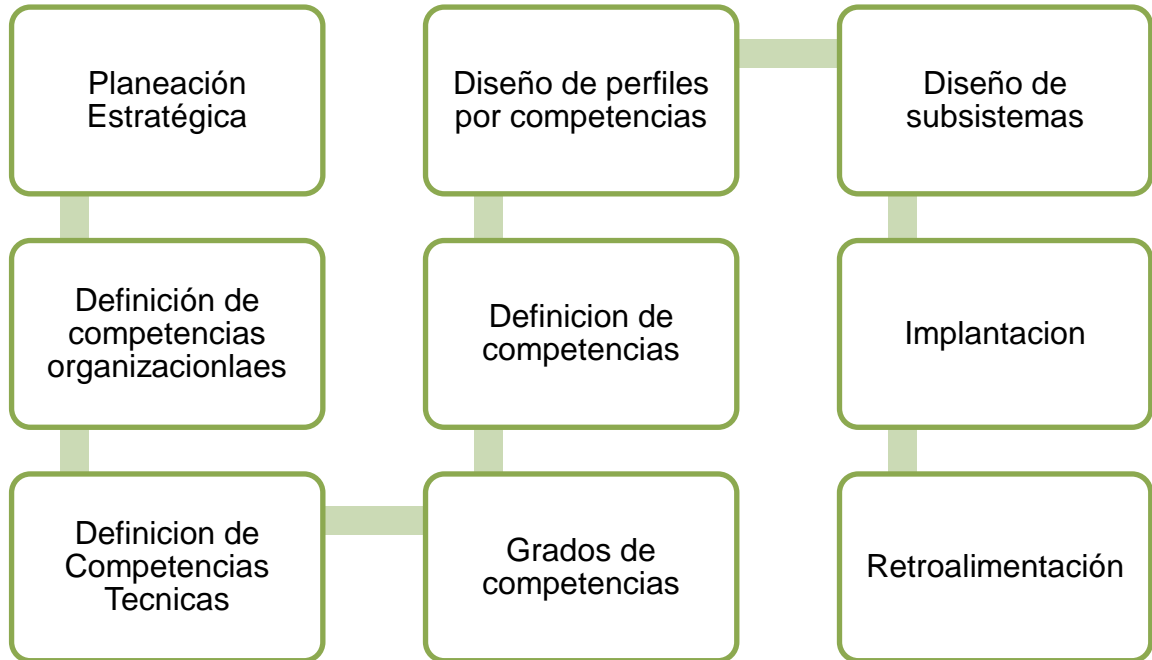 Planeación
Estratégica
Definición de
competencias
organizacionlaes
Definicion de
Competencias
Tecnicas
Grados de
competencias
Definicion de
competencias
Diseño de perfiles
por competencias
Diseño de
subsistemas
Implantacion
Retroalimentación